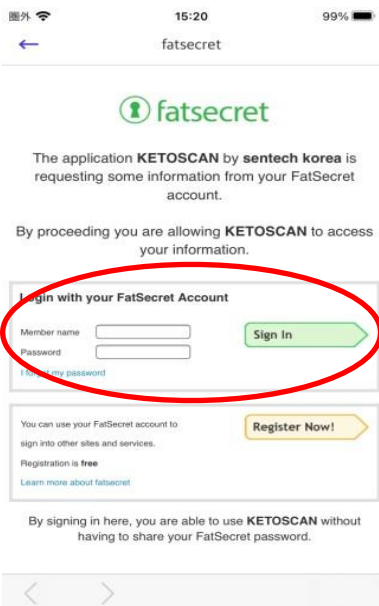 圏外 15:20 99%
fatsecret
fatsecret
The application KETOSCAN by sentech korea is
requesting some information from your FatSecret
account.
By proceeding you are allowing KETOSCAN to access
your information.
Login with your FatSecret Account
Member name
Sign In
Password
I forgot my password
You can use your FatSecret account to
sign into other sites and services.
Register Now!
Registration is free
Learn more about fatsecret
By signing in here, you are able to use KETOSCAN without
having to share your FatSecret password.